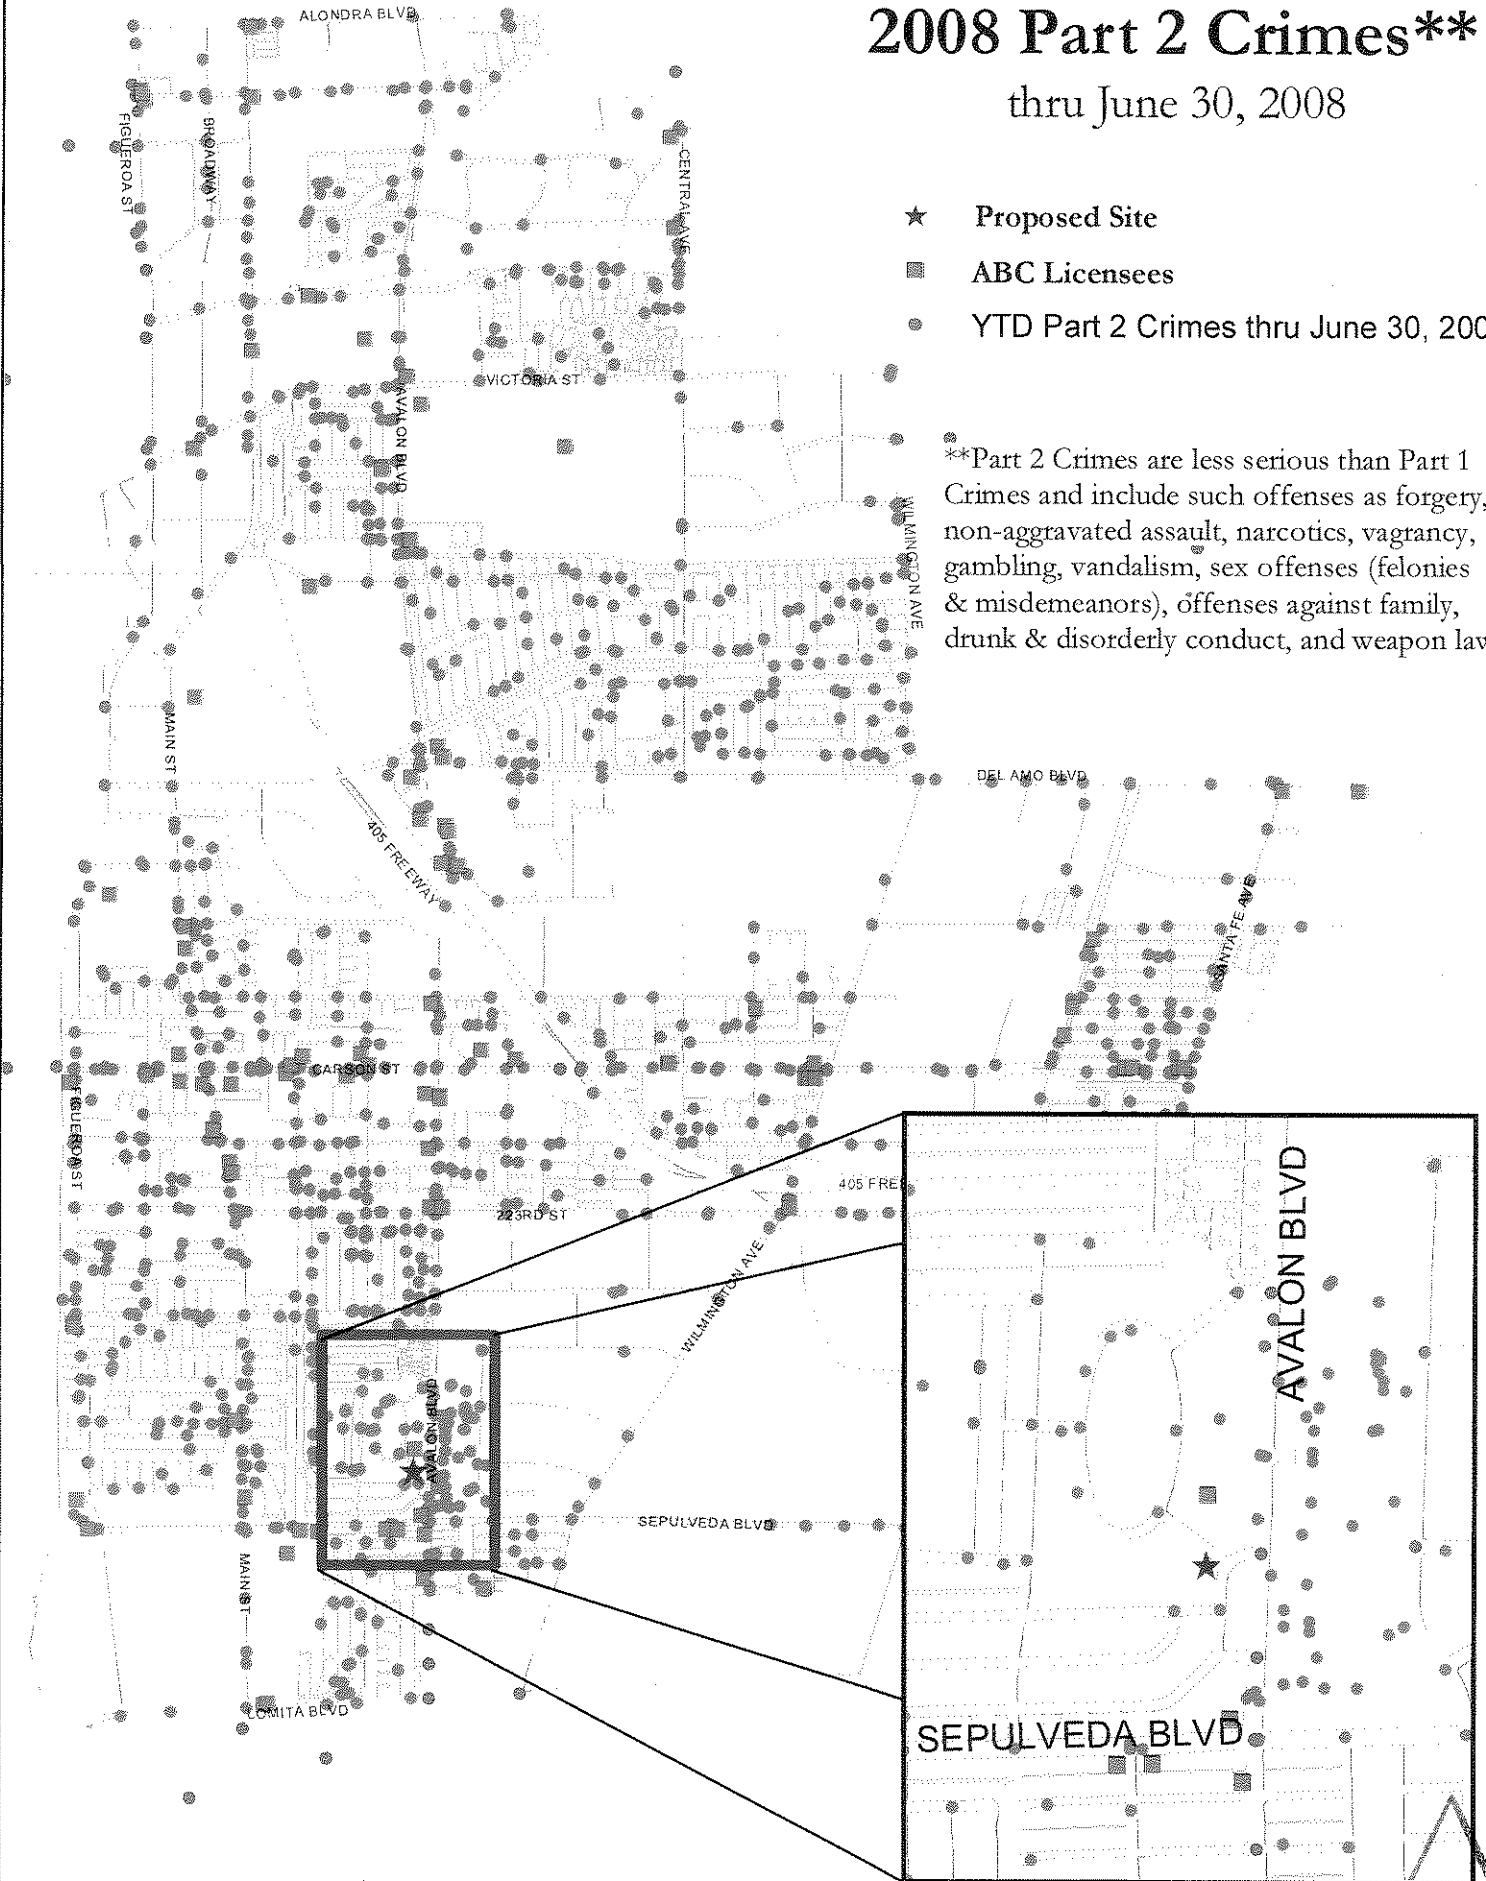 2008 Part 2 Crimes**
thru June 30, 2008
Proposed Site
ABC Licensees
YTD Part 2 Crimes thru June 30, 200
**Part 2 Crimes are less serious than Part 1
Crimes and include such offenses as forgery,
non-aggravated assault, narcotics, vagrancy,
gambling, vandalism, sex offenses (felonies
& misdemeanors), offenses against family,
drunk & disorderly conduct, and weapon law
ALONDRA BLVD
FIGUEROA ST
BROADWAY
CENTRAL AVE
VICTORIA ST
AVALON BLVD
WILMINGTON AVE
MAIN ST
DEL AMO BLVD
405 FREEWAY
SANTA FE AVE
CARSON ST
FIGUEROA ST
405 FREE
223RD ST
WILMINGTON AVE
AVALON BLVD
SEPULVEDA BLVD
MAIN ST
LOMITA BLVD
AVALON BLVD
SEPULVEDA BLVD